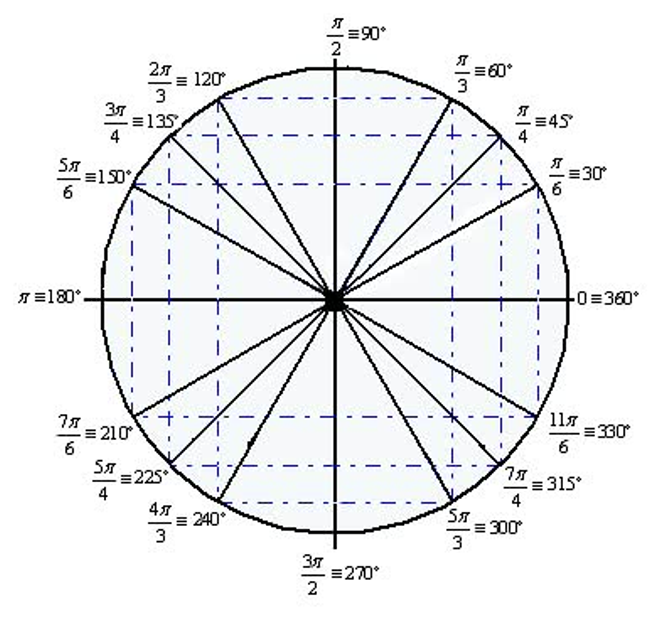 π/2 ≡90°
2π/3 ≡ 120°
π/3 ≡ 60°
3π/4 ≡135°
π/4 ≡ 45°
5π/6 ≡150°
π/6 ≡ 30°
π ≡180°
0 ≡ 360°
7π/6 ≡ 210°
11π/6 ≡ 330°
5π/4 ≡ 225°
7π/4 ≡ 315°
4π/3 ≡ 240°
5π/3 ≡ 300°
3π/2 ≡ 270°